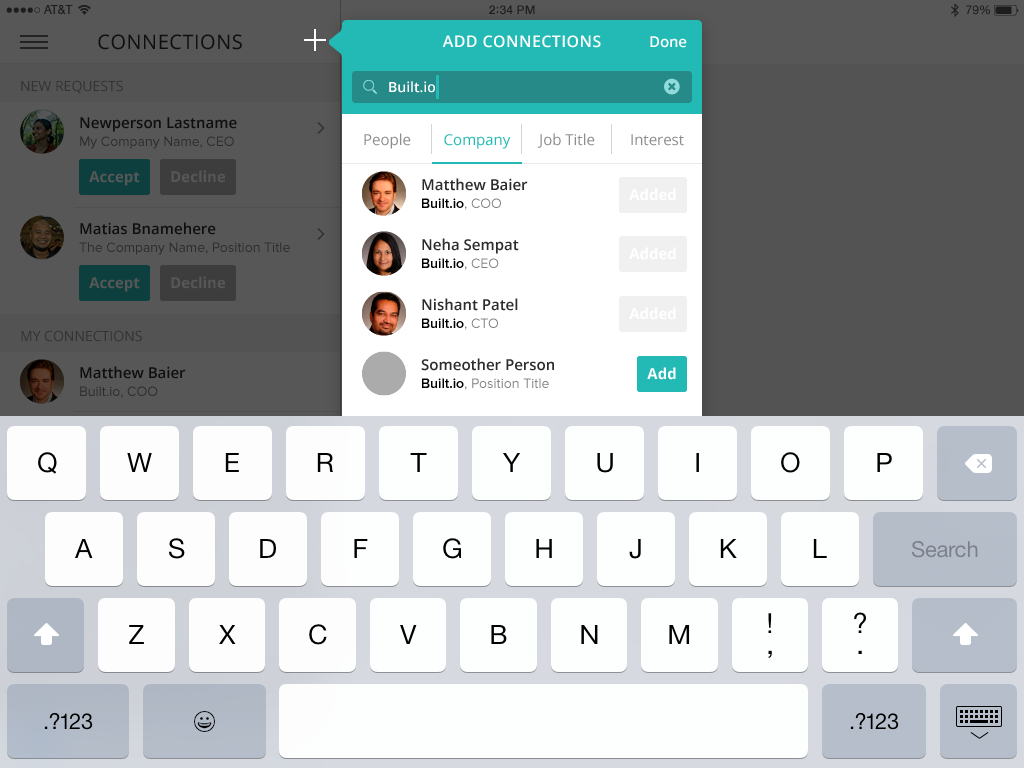 AT&T
2:34 PM
79%
CONNECTIONS
NEW REQUESTS
Newperson Lastname
My Company Name, CEO
Accept Decline
Matias Bnamehere
The Company Name, Position Title
Accept Decline
MY CONNECTIONS
Matthew Baier
Built.io, COO
ADD CONNECTIONS Done
Built.io
People Company Job Title Interest
Matthew Baier
Built.io, COO
Added
Neha Sempat
Built.io, CEO
Added
Nishant Patel
Built.io, CTO
Added
Someother Person
Built.io, Position Title
Add
Q W E R T Y U I O P
A S D F G H J K L Search
Z X C V B N M ! , ? .
.?123 .?123